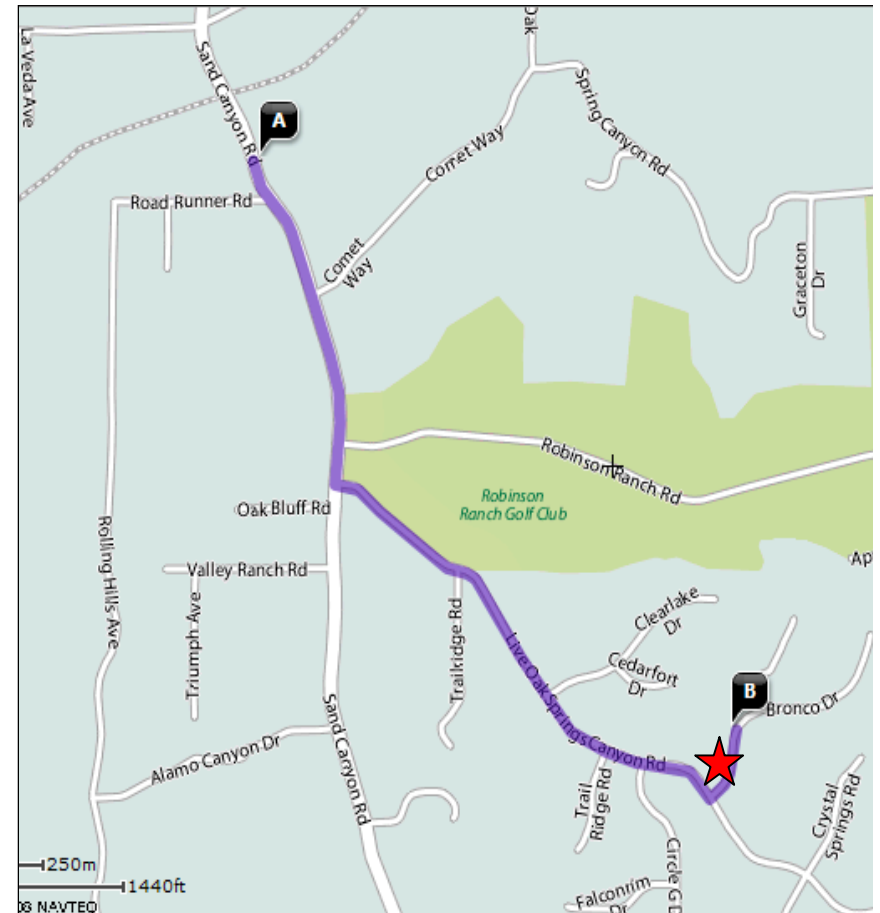 La Veda Ave
Sand Canyon Rd
A
Oak
Spring Canyon Rd
Comet Way
Road Runner Rd
Comet
Way
Graceton
Dr
Robinson Ranch Rd
Robinson
Ranch Golf Club
Oak Bluff Rd
Rolling Hills Ave
Valley Ranch Rd
Triumph Ave
Trailridge Rd
Clearlake
Dr
Cedarfort
Dr
Live Oak Springs Canyon Rd
B
Bronco Dr
Sand Canyon Rd
Alamo Canyon Dr
Trail
Ridge Rd
Crystal
Springs Rd
Circle G D
Falconrim
Dr
250m
1440ft
08 NAVTEQ